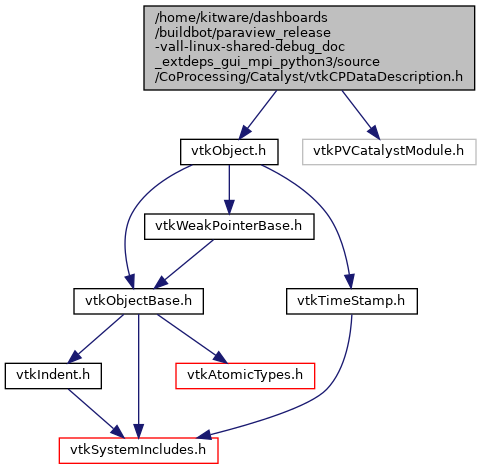 /home/kitware/dashboards
/buildbot/paraview_release
-vall-linux-shared-debug_doc
_extdeps_gui_mpi_python3/source
/CoProcessing/Catalyst/vtkCPDataDescription.h
vtkObject.h
vtkPVCatalystModule.h
vtkWeakPointerBase.h
vtkObjectBase.h
vtkTimeStamp.h
vtkIndent.h
vtkAtomicTypes.h
vtkSystemIncludes.h